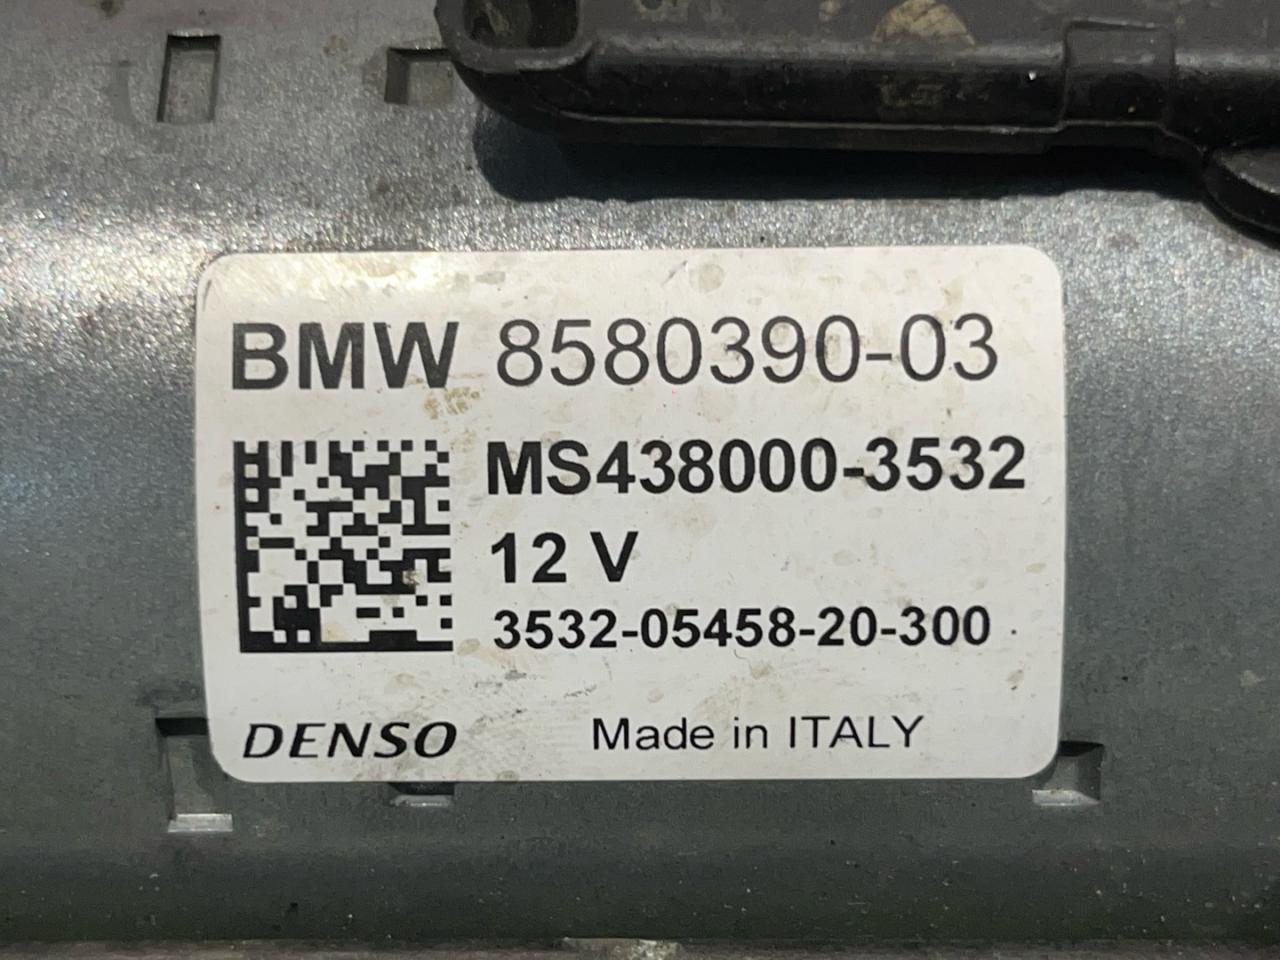 BMW 8580390-03
MS438000-3532
12 V
3532-05458-20-300
DENSO Made in ITALY